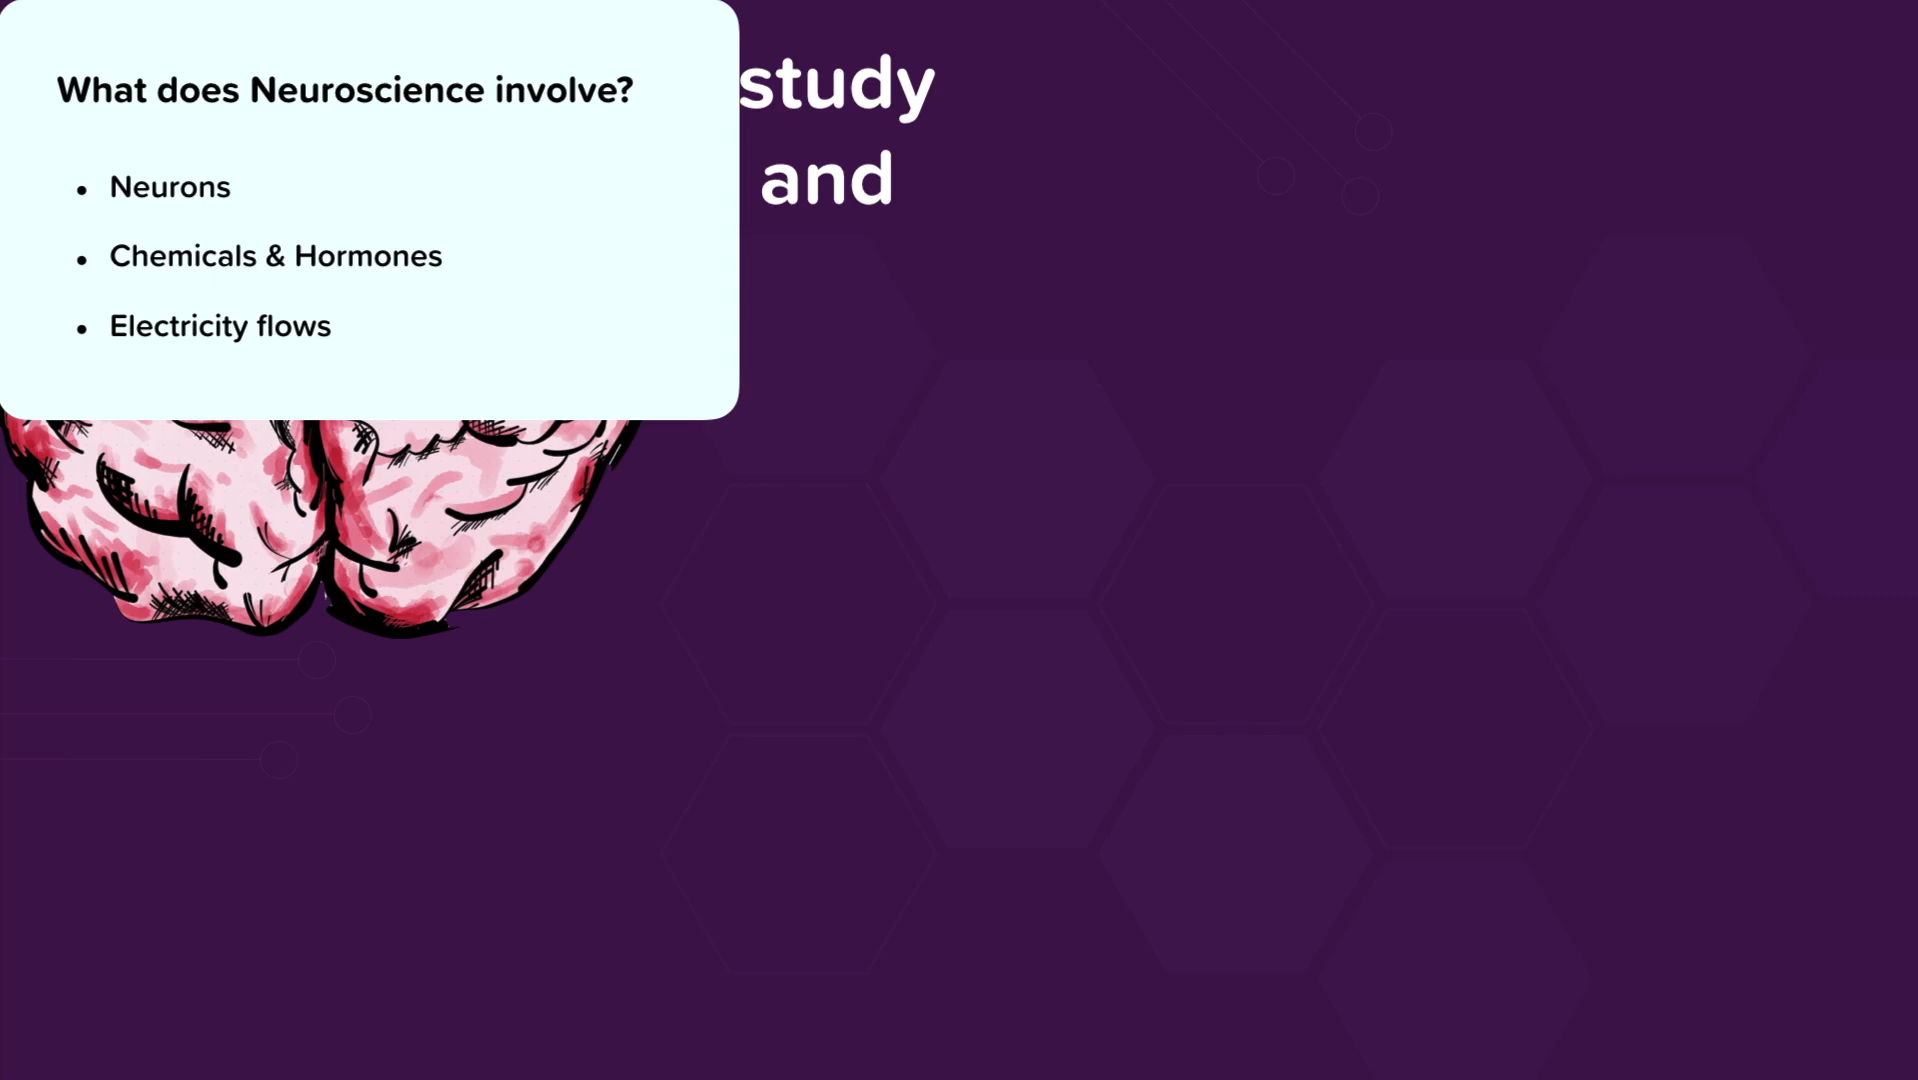 What does Neuroscience involve?
• Neurons
• Chemicals & Hormones
• Electricity flows
study
and